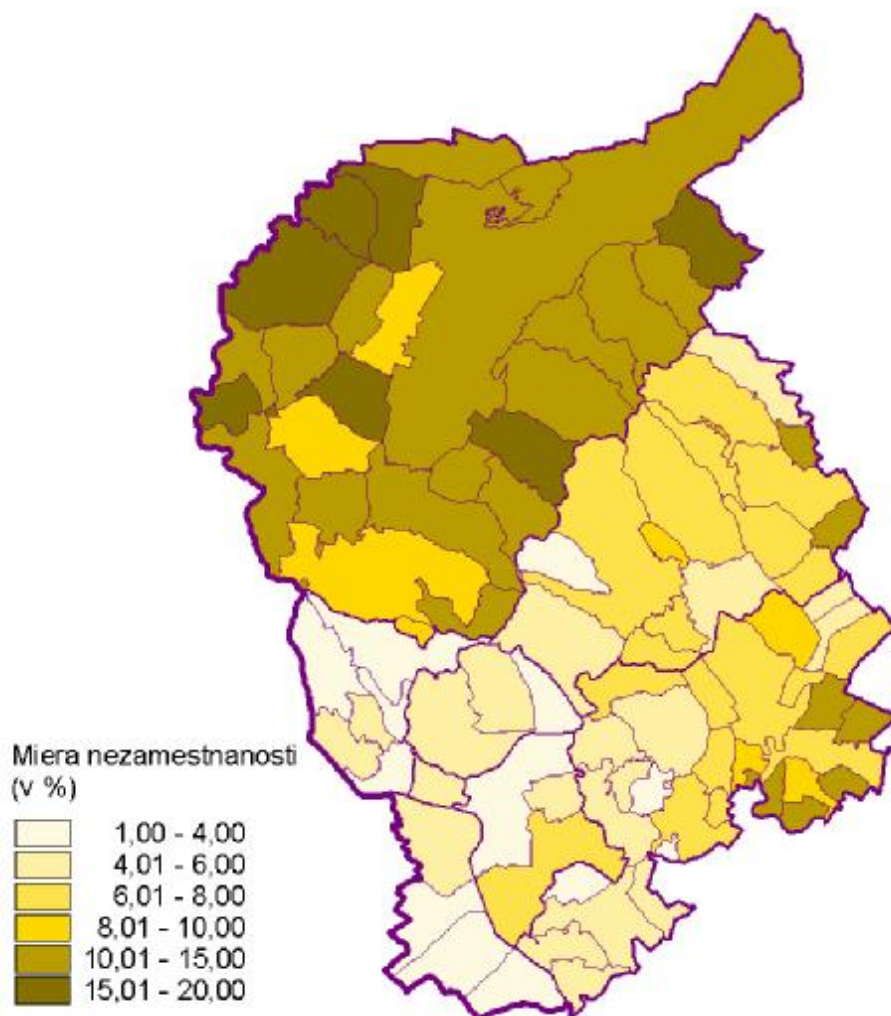 Miera nezamestnanosti
(v %)
1,00 - 4,00
4,01 - 6,00
6,01 - 8,00
8,01 - 10,00
10,01 - 15,00
15,01 - 20,00